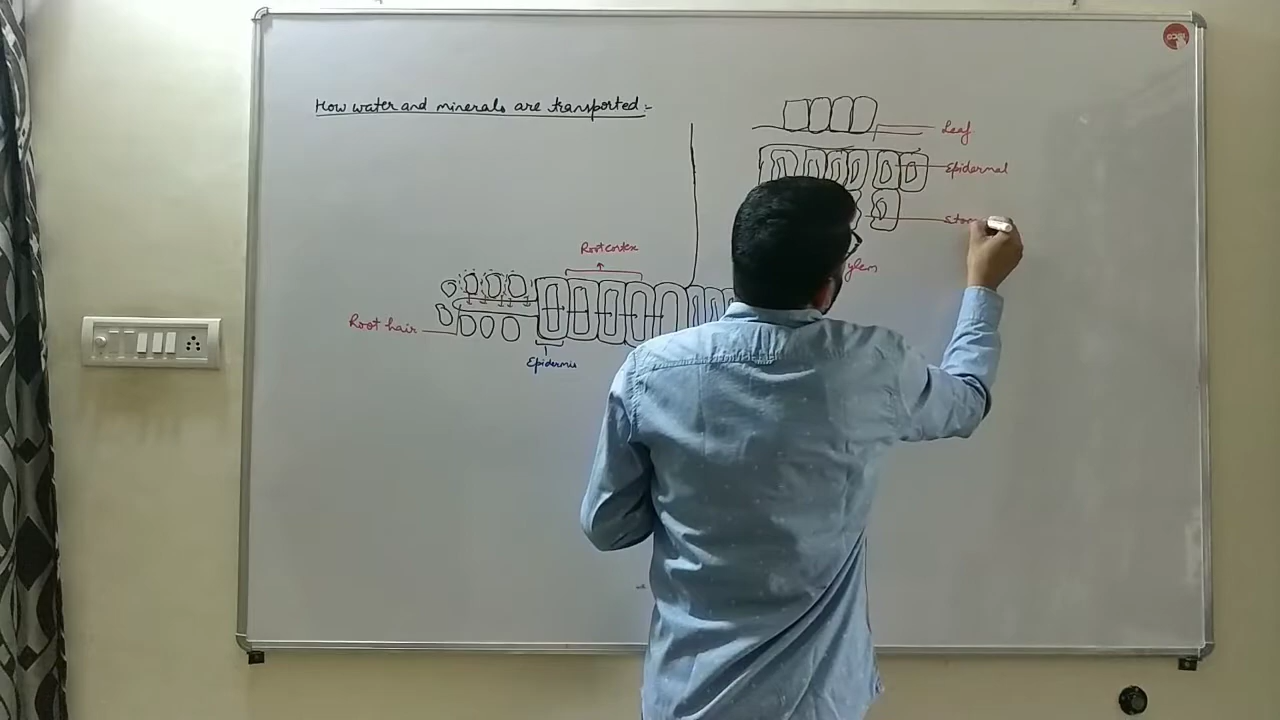 How water and minerals are transported:-
Leaf
Epidermal
Root cortex
Root hair
Epidermis